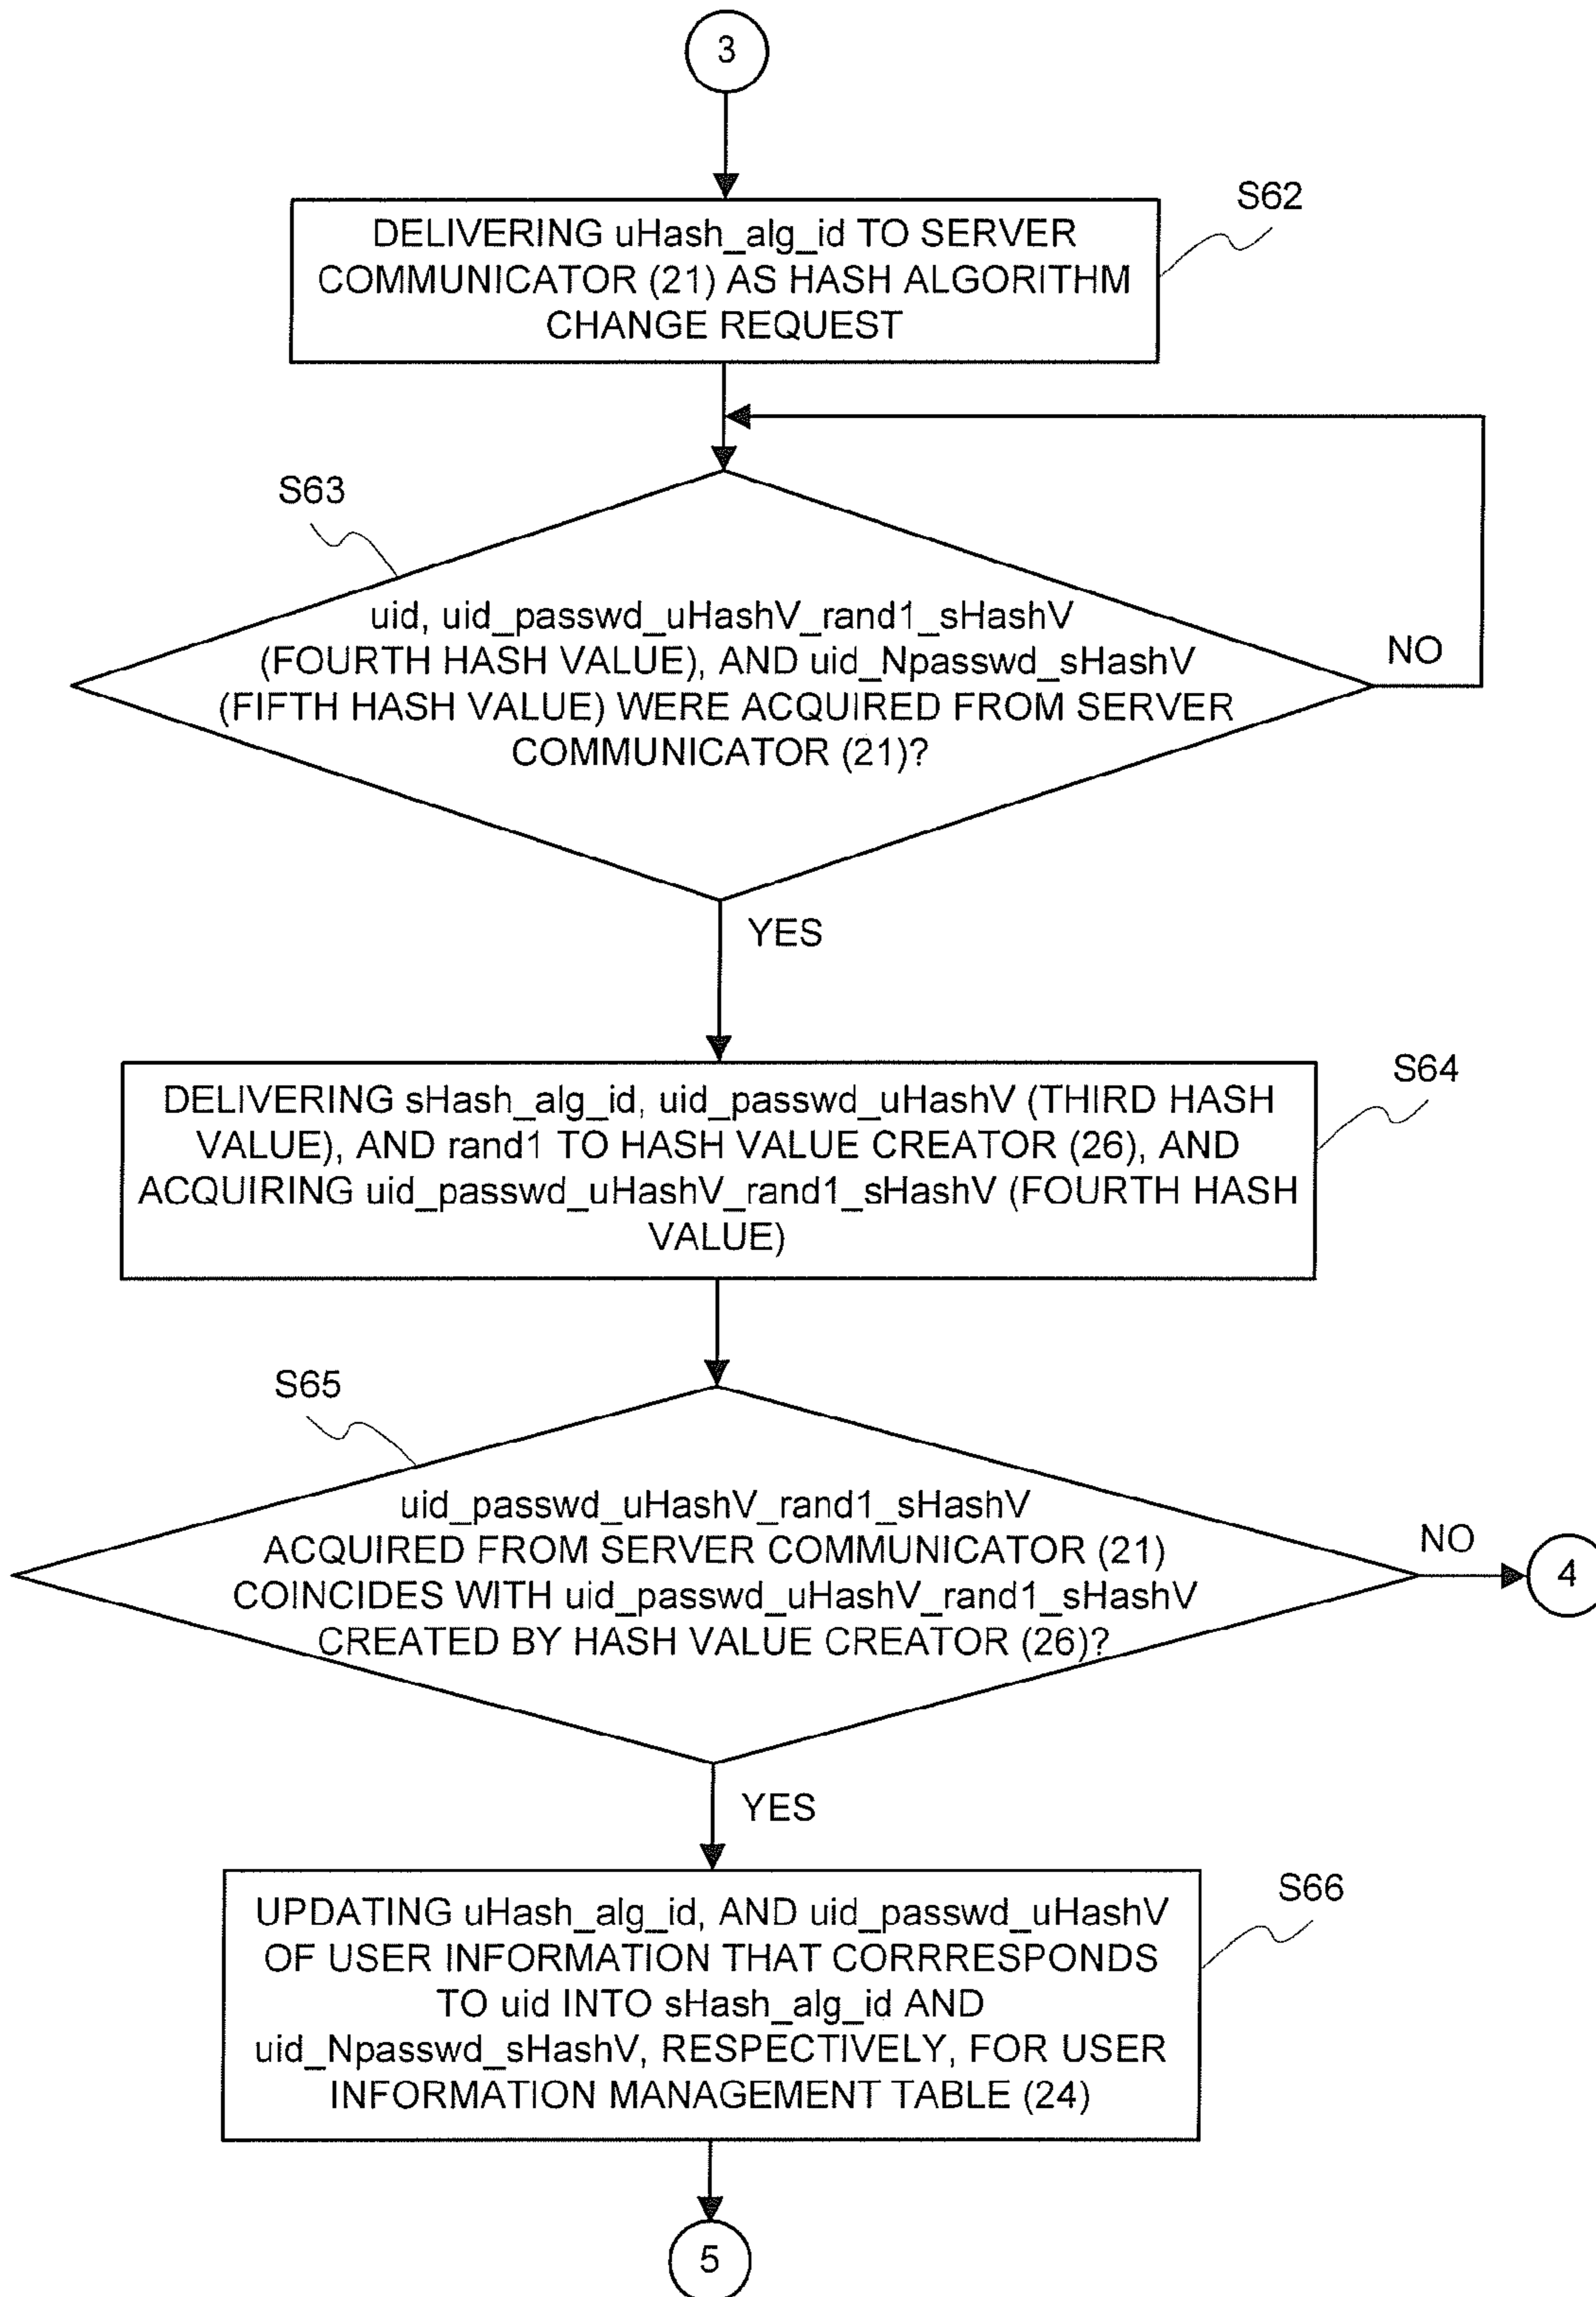 3
S62
DELIVERING uHash_alg_id TO SERVER
COMMUNICATOR (21) AS HASH ALGORITHM
CHANGE REQUEST
S63
uid, uid_passwd_uHashV_rand1_sHashV
(FOURTH HASH VALUE), AND uid_Npasswd_sHashV
(FIFTH HASH VALUE) WERE ACQUIRED FROM SERVER
COMMUNICATOR (21)?
NO
YES
S64
DELIVERING sHash_alg_id, uid_passwd_uHashV (THIRD HASH
VALUE), AND rand1 TO HASH VALUE CREATOR (26), AND
ACQUIRING uid_passwd_uHashV_rand1_sHashV (FOURTH HASH
VALUE)
S65
uid_passwd_uHashV_rand1_sHashV
ACQUIRED FROM SERVER COMMUNICATOR (21)
COINCIDES WITH uid_passwd_uHashV_rand1_sHashV
CREATED BY HASH VALUE CREATOR (26)?
NO
4
YES
S66
UPDATING uHash_alg_id, AND uid_passwd_uHashV
OF USER INFORMATION THAT CORRRESPONDS
TO uid INTO sHash_alg_id AND
uid_Npasswd_sHashV, RESPECTIVELY, FOR USER
INFORMATION MANAGEMENT TABLE (24)
5